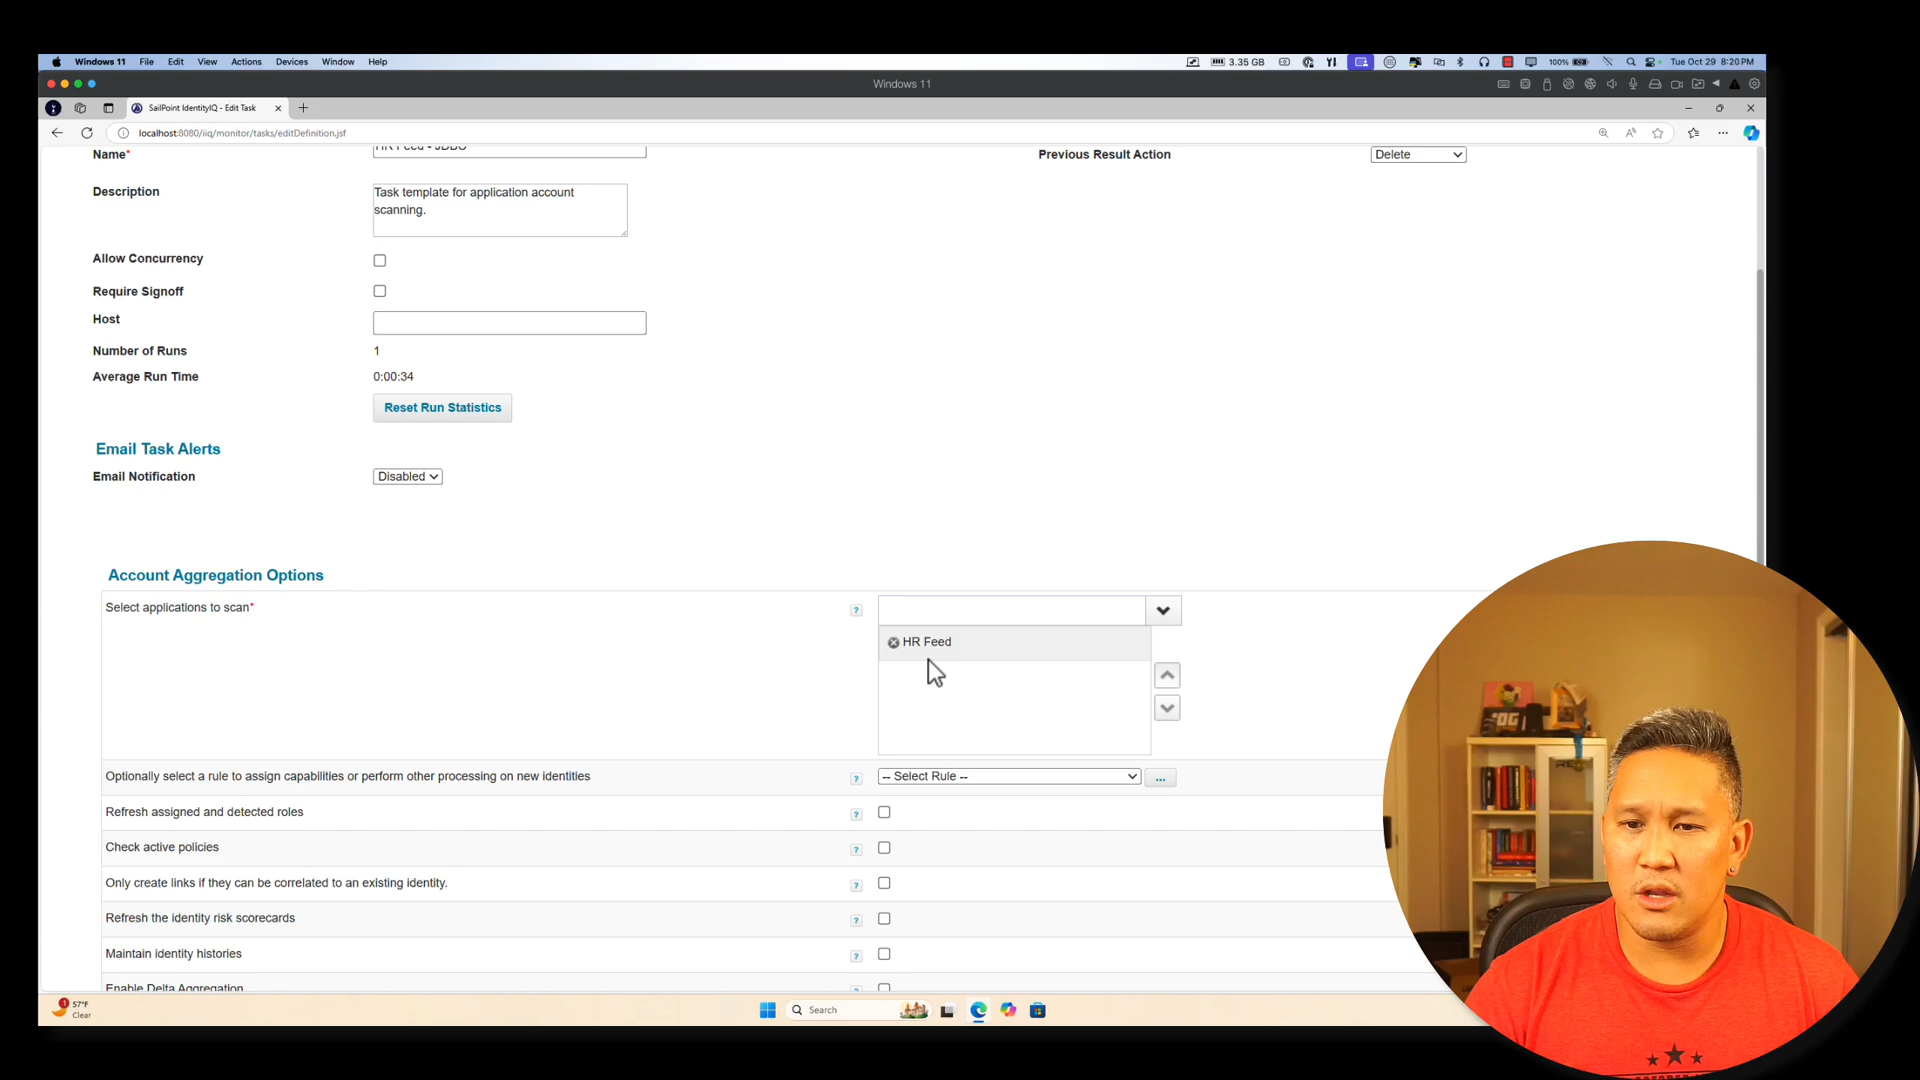 Windows 11 File Edit View Actions Devices Window Help 3.35 GB 100% Tue Oct 29 8:20 PM
Windows 11
SailPoint IdentityIQ - Edit Task
localhost:8080/iiq/monitor/tasks/editDefinition.jsf
Name* HR Feed - JDBC Previous Result Action Delete
Description Task template for application account
scanning.
Allow Concurrency
Require Signoff
Host
Number of Runs 1
Average Run Time 0:00:34
Reset Run Statistics
Email Task Alerts
Email Notification Disabled
Account Aggregation Options
Select applications to scan* ?
HR Feed
Optionally select a rule to assign capabilities or perform other processing on new identities ? -- Select Rule -- ...
Refresh assigned and detected roles ?
Check active policies ?
Only create links if they can be correlated to an existing identity. ?
Refresh the identity risk scorecards ?
Maintain identity histories ?
Enable Delta Aggregation
1 57°F
Clear
Search